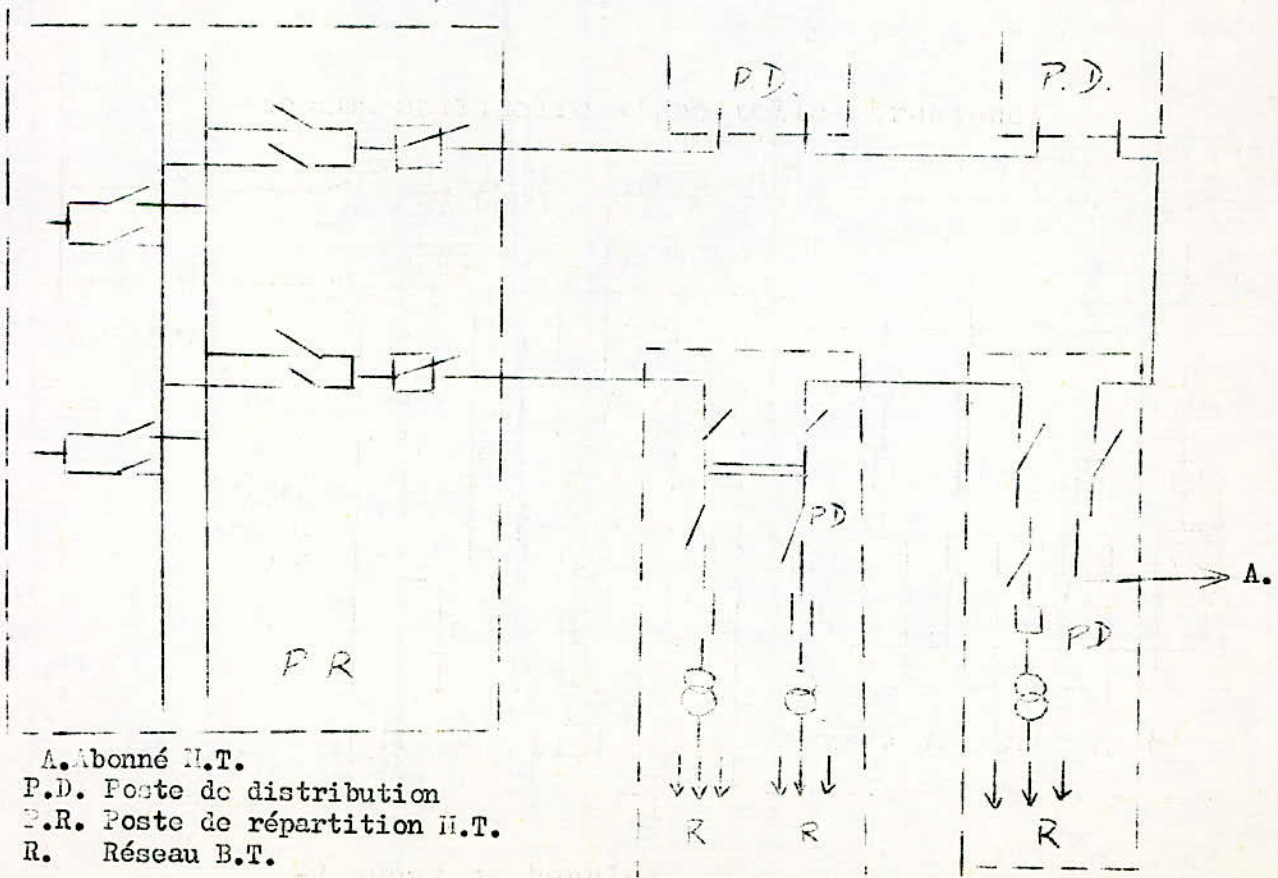 P.D.
P.D.
PD
A.
PD
P R
R
R
R
A. Abonné H.T.
P.D. Poste de distribution
P.R. Poste de répartition H.T.
R. Réseau B.T.